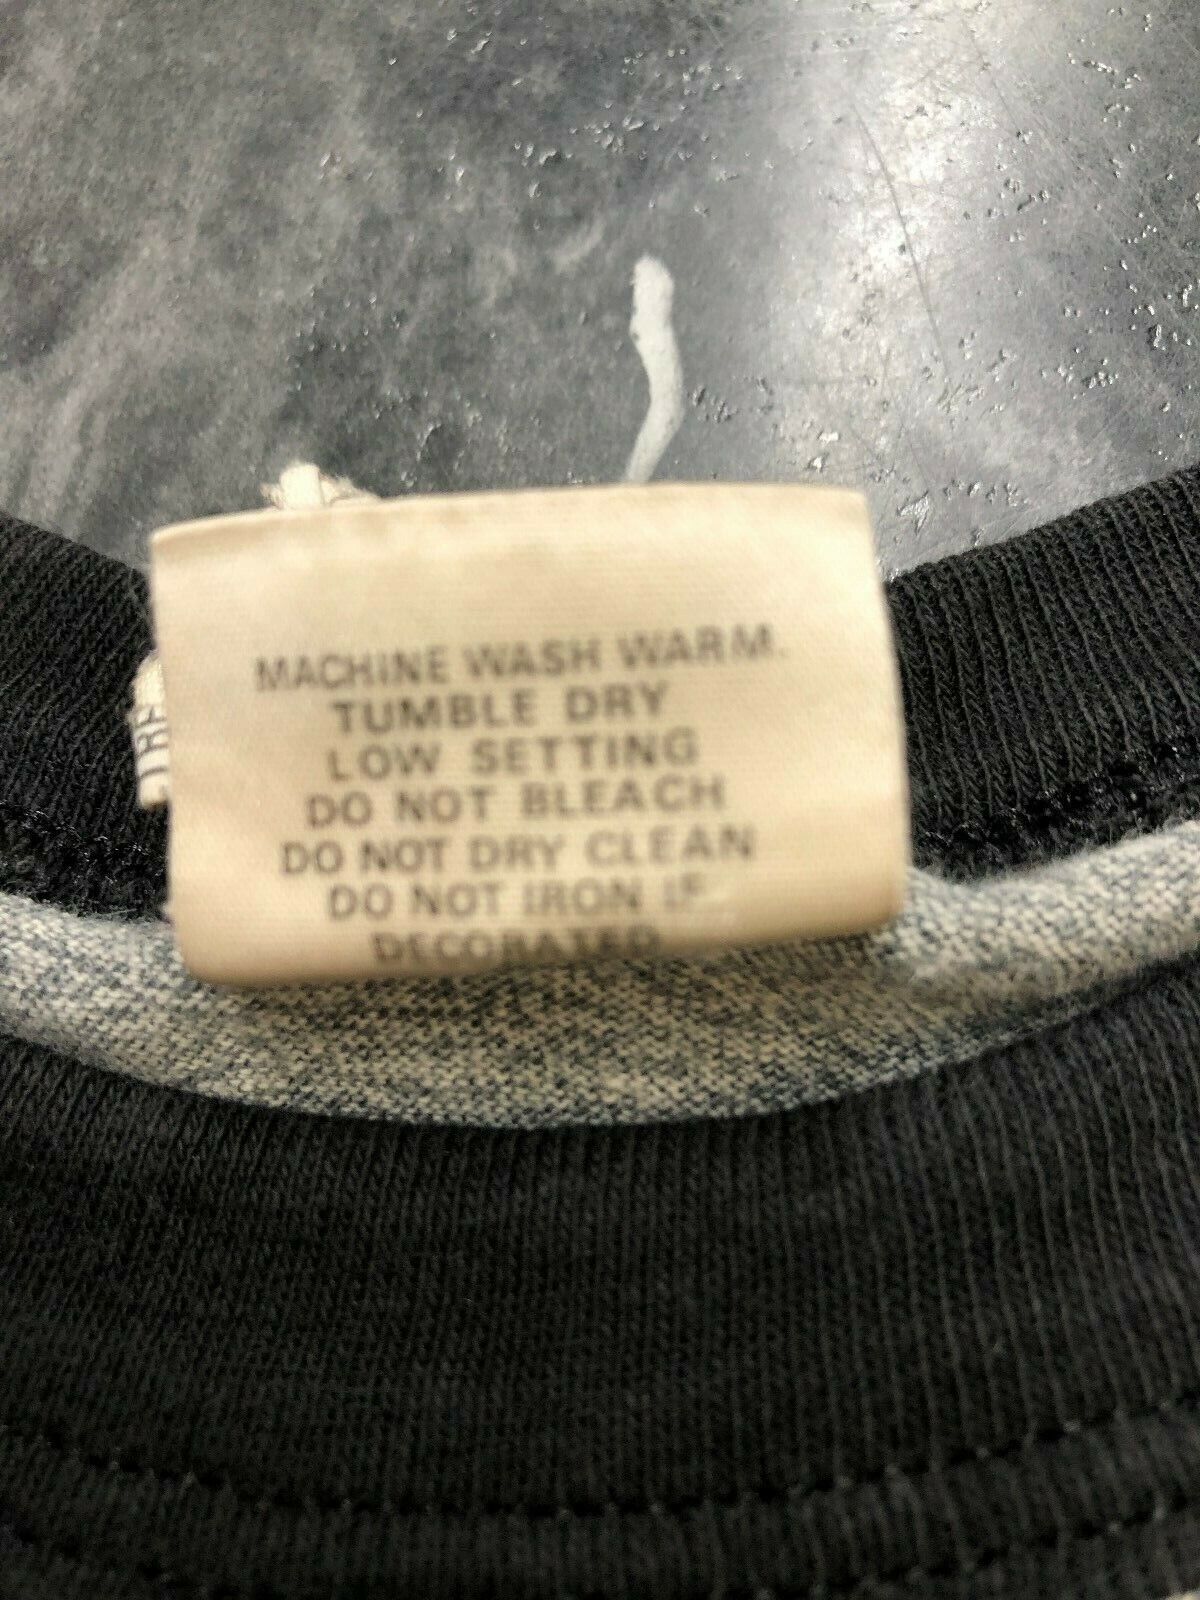 MACHINE WASH WARM.
TUMBLE DRY
LOW SETTING
DO NOT BLEACH
DO NOT DRY CLEAN
DO NOT IRON IF
DECORATED